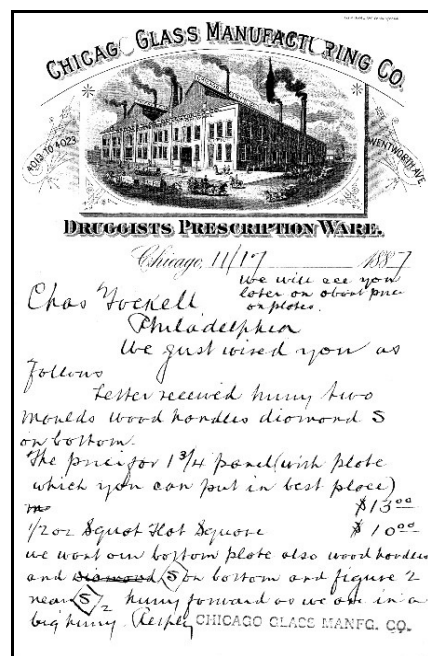 CHICAGO GLASS MANUFACTURING CO.
4013 TO 4023
WENTWORTH AVE.
DRUGGISTS PRESCRIPTION WARE.
Chicago, 11/17 1887
we will see you
later on about price
on plates.
Chas Yockell
Philadelphia
We just wired you as
follows
Letter received hurry two
moulds wood handles diamond S
on bottom.
The price for 1 3/4 panel (with plate
which you can put in best place)
$13.00
1/2 oz Squat Flat Square $10.00
we want our bottom plate also wood handles
and diamond S on bottom and figure 2
near S 2 hurry forward as we are in a
big hurry. Resply CHICAGO GLASS MANFG. CO.